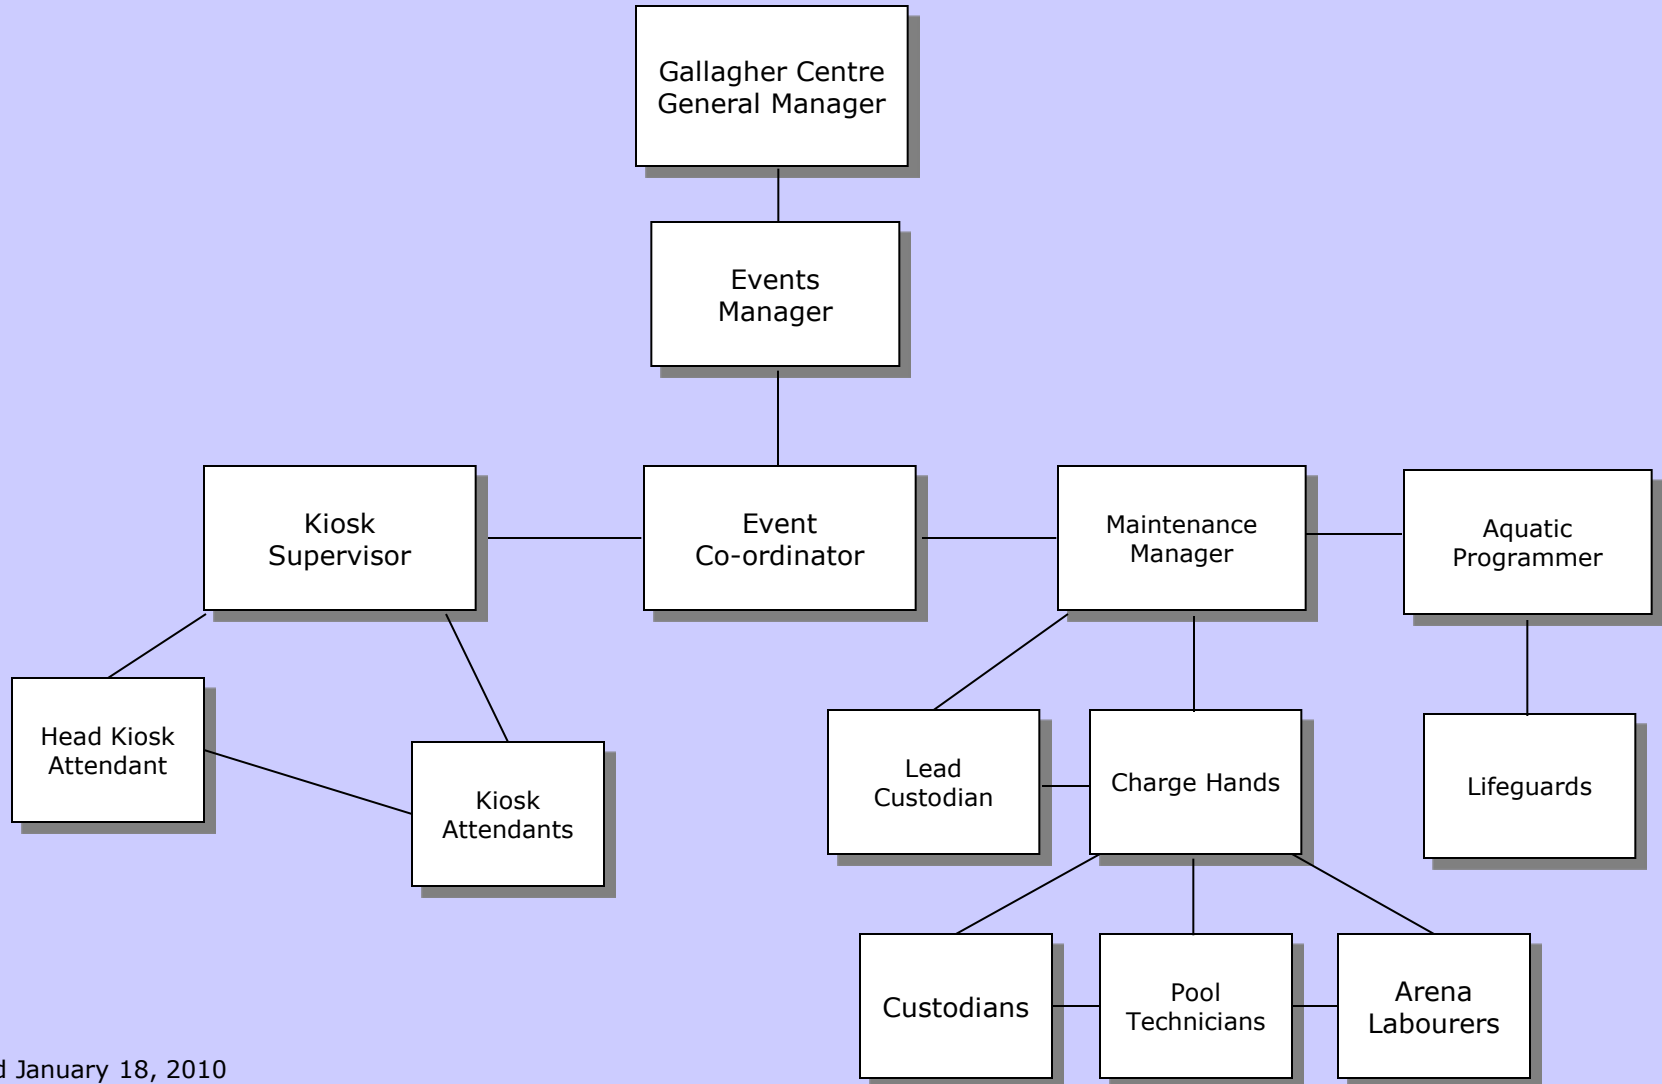 Gallagher Centre
General Manager
Events
Manager
Kiosk
Supervisor
Event
Co-ordinator
Maintenance
Manager
Aquatic
Programmer
Head Kiosk
Attendant
Kiosk
Attendants
Lead
Custodian
Charge Hands
Lifeguards
Custodians
Pool
Technicians
Arena
Labourers
January 18, 2010